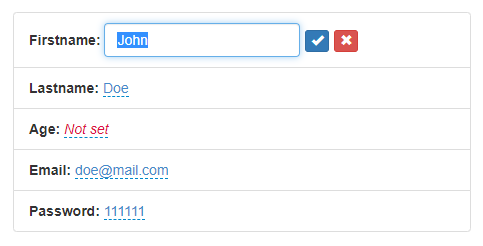 Firstname: John
Lastname: Doe
Age: Not set
Email: doe@mail.com
Password: 111111